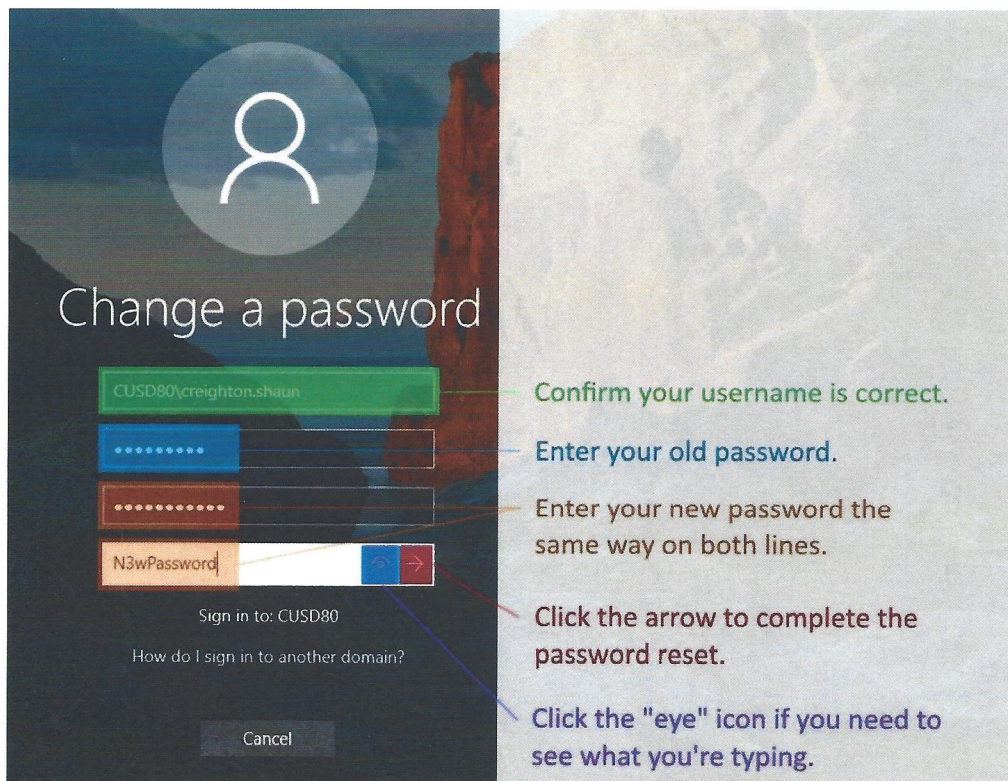 Change a password
CUSD80\creighton.shaun
Confirm your username is correct.
•••••••••
Enter your old password.
•••••••••••
Enter your new password the
same way on both lines.
N3wPassword
Sign in to: CUSD80
Click the arrow to complete the
password reset.
How do I sign in to another domain?
Click the "eye" icon if you need to
see what you're typing.
Cancel